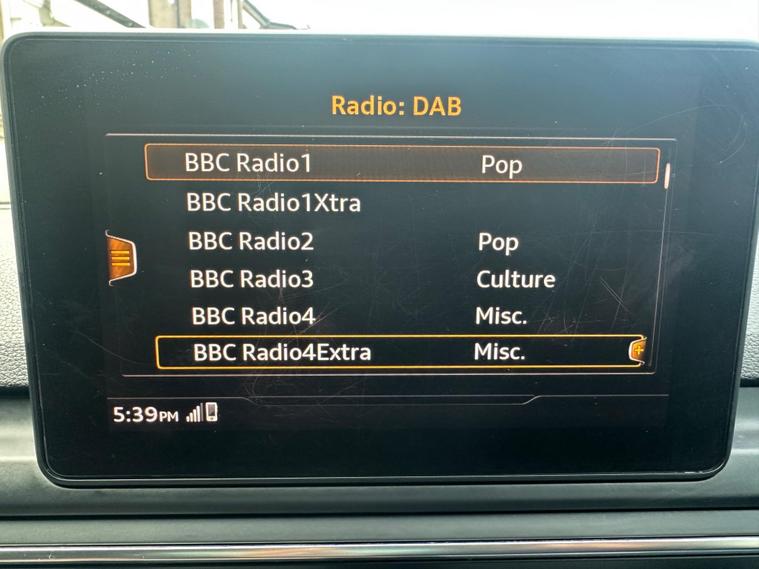 Radio: DAB
BBC Radio1 Pop
BBC Radio1Xtra
BBC Radio2 Pop
BBC Radio3 Culture
BBC Radio4 Misc.
BBC Radio4Extra Misc.
5:39PM